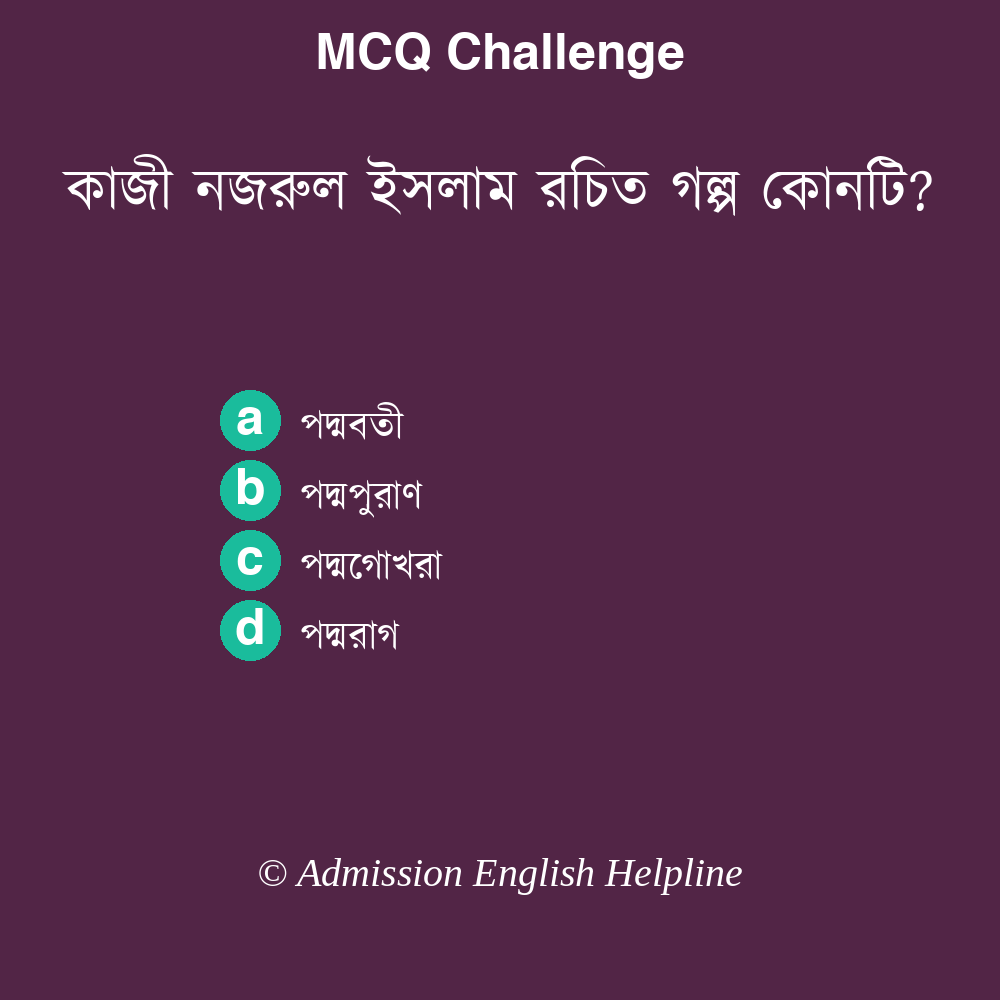 MCQ Challenge
কাজী নজরুল ইসলাম রচিত গল্প কোনটি?
a পদ্মবতী
b পদ্মপুরাণ
c পদ্মগোখরা
d পদ্মরাগ
© Admission English Helpline